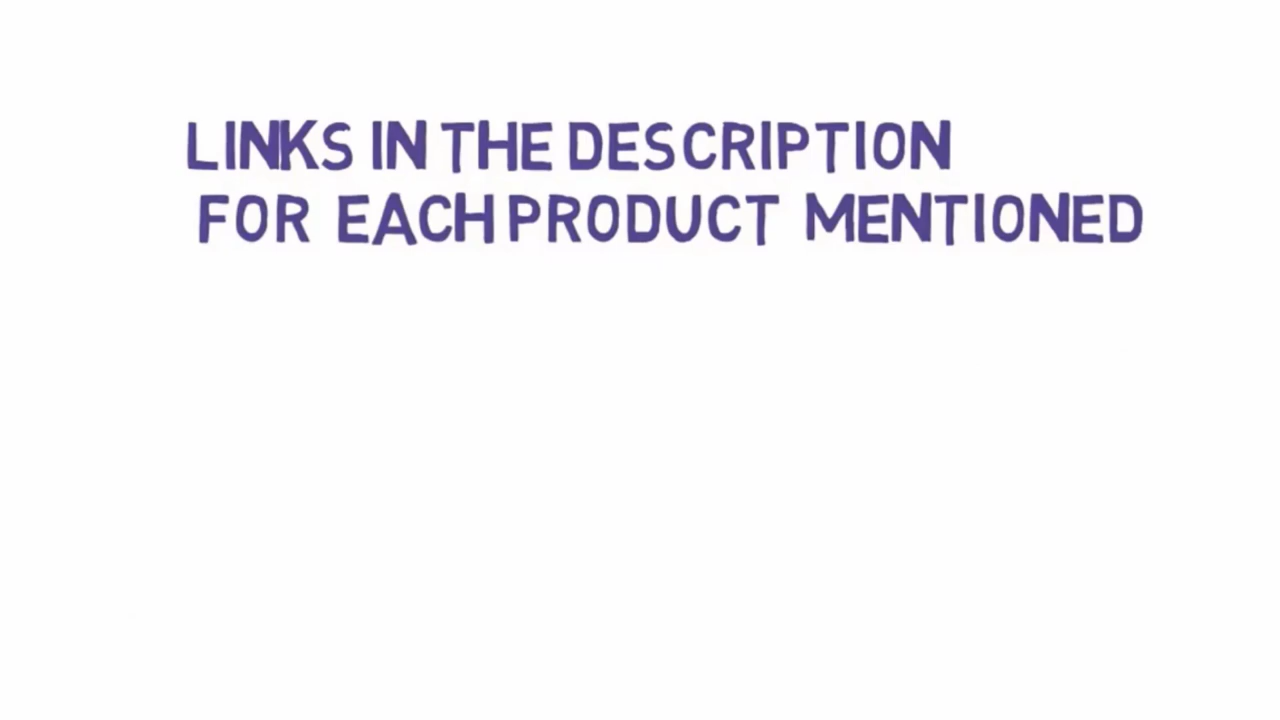 LINKS IN THE DESCRIPTION
FOR EACH PRODUCT MENTIONED